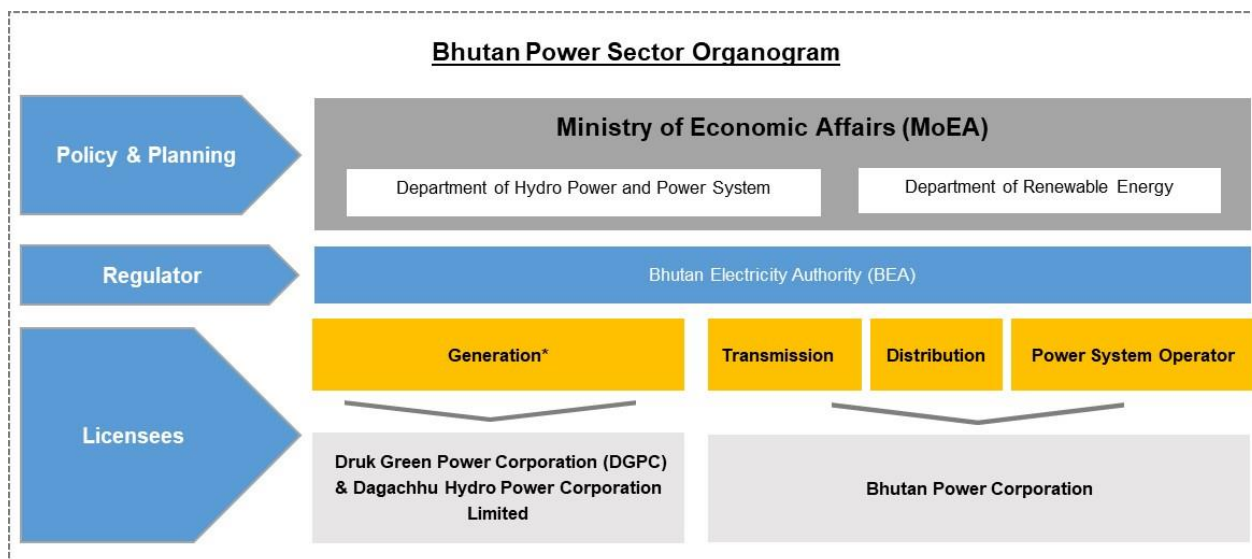 Bhutan Power Sector Organogram
Policy & Planning
Ministry of Economic Affairs (MoEA)
Department of Hydro Power and Power System
Department of Renewable Energy
Regulator
Bhutan Electricity Authority (BEA)
Licensees
Generation*
Transmission
Distribution
Power System Operator
Druk Green Power Corporation (DGPC)
& Dagachhu Hydro Power Corporation
Limited
Bhutan Power Corporation